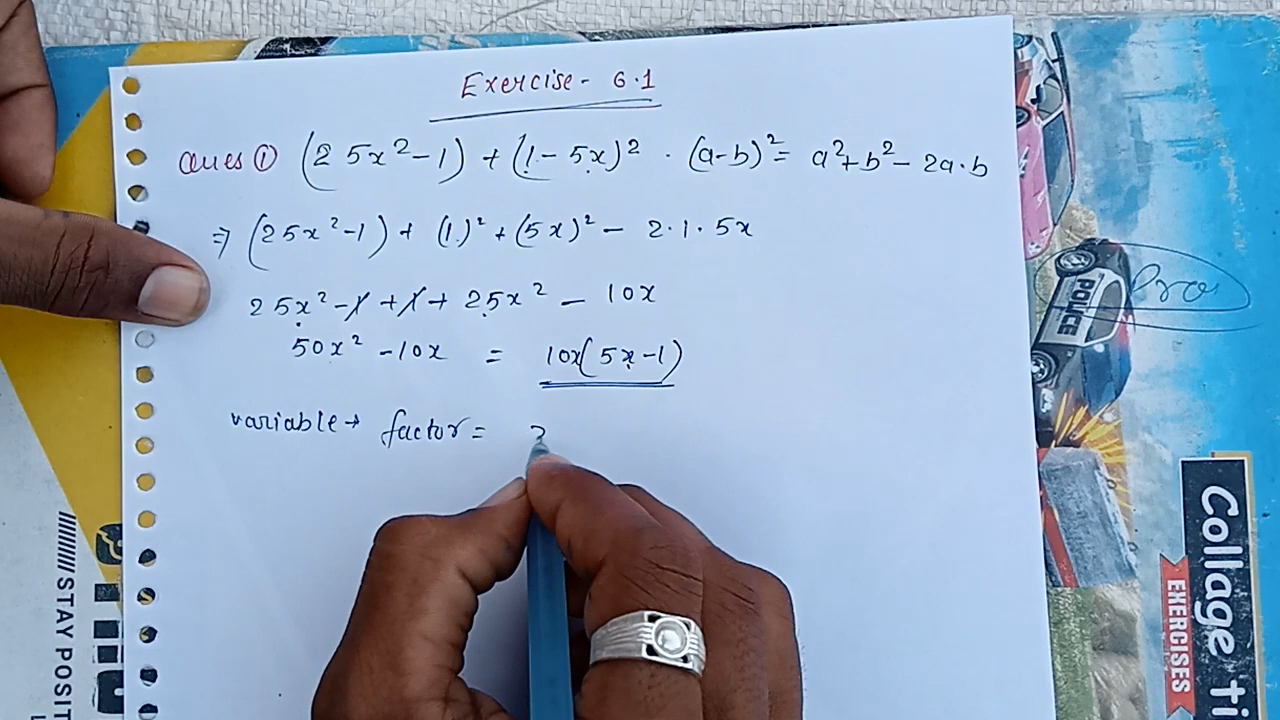 Exercise - 6.1
Ques ① (25x²-1) + (1-5x)² . (a-b)² = a²+b²-2a.b
⇒ (25x²-1) + (1)² + (5x)² - 2.1.5x
25x²-1+1+25x² - 10x
50x² -10x = 10x(5x-1)
variable → factor =
Pro
POLICE
Collage ti
EXERCISES
STAY POSIT